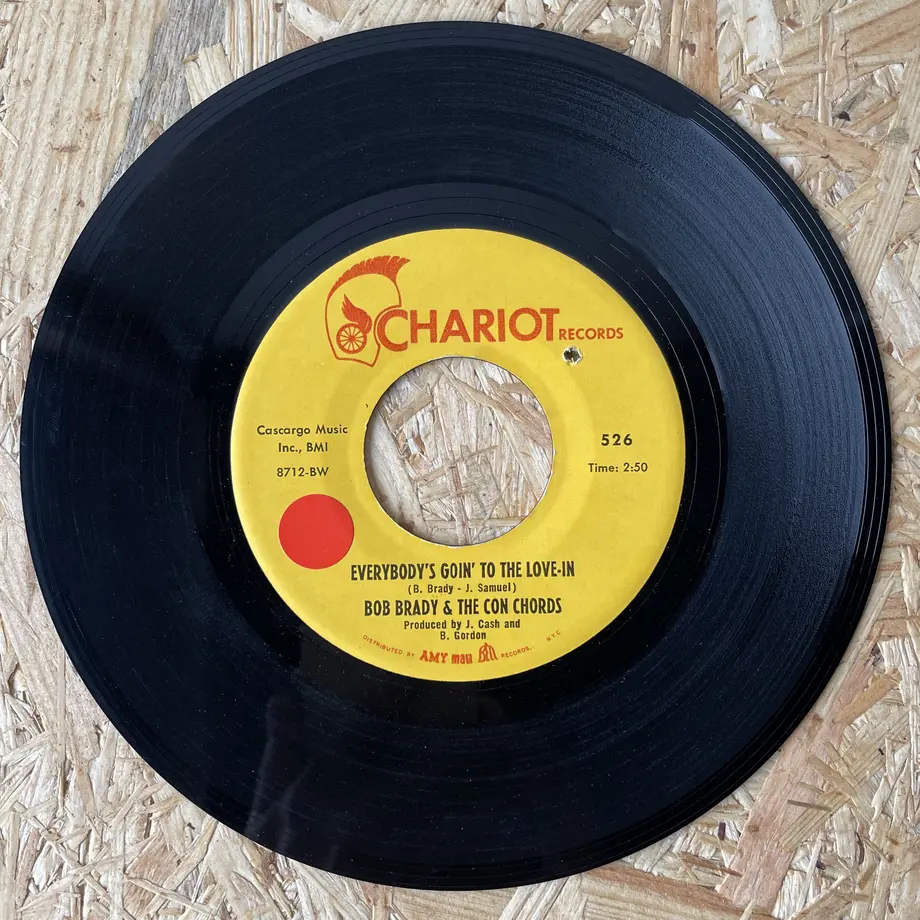 CHARIOT RECORDS
Cascargo Music
Inc., BMI
8712-BW
526
Time: 2:50
EVERYBODY'S GOIN' TO THE LOVE-IN
(B. Brady - J. Samuel)
BOB BRADY & THE CON CHORDS
Produced by J. Cash and
B. Gordon
DISTRIBUTED BY AMY mala Bell RECORDS, N.Y.C.